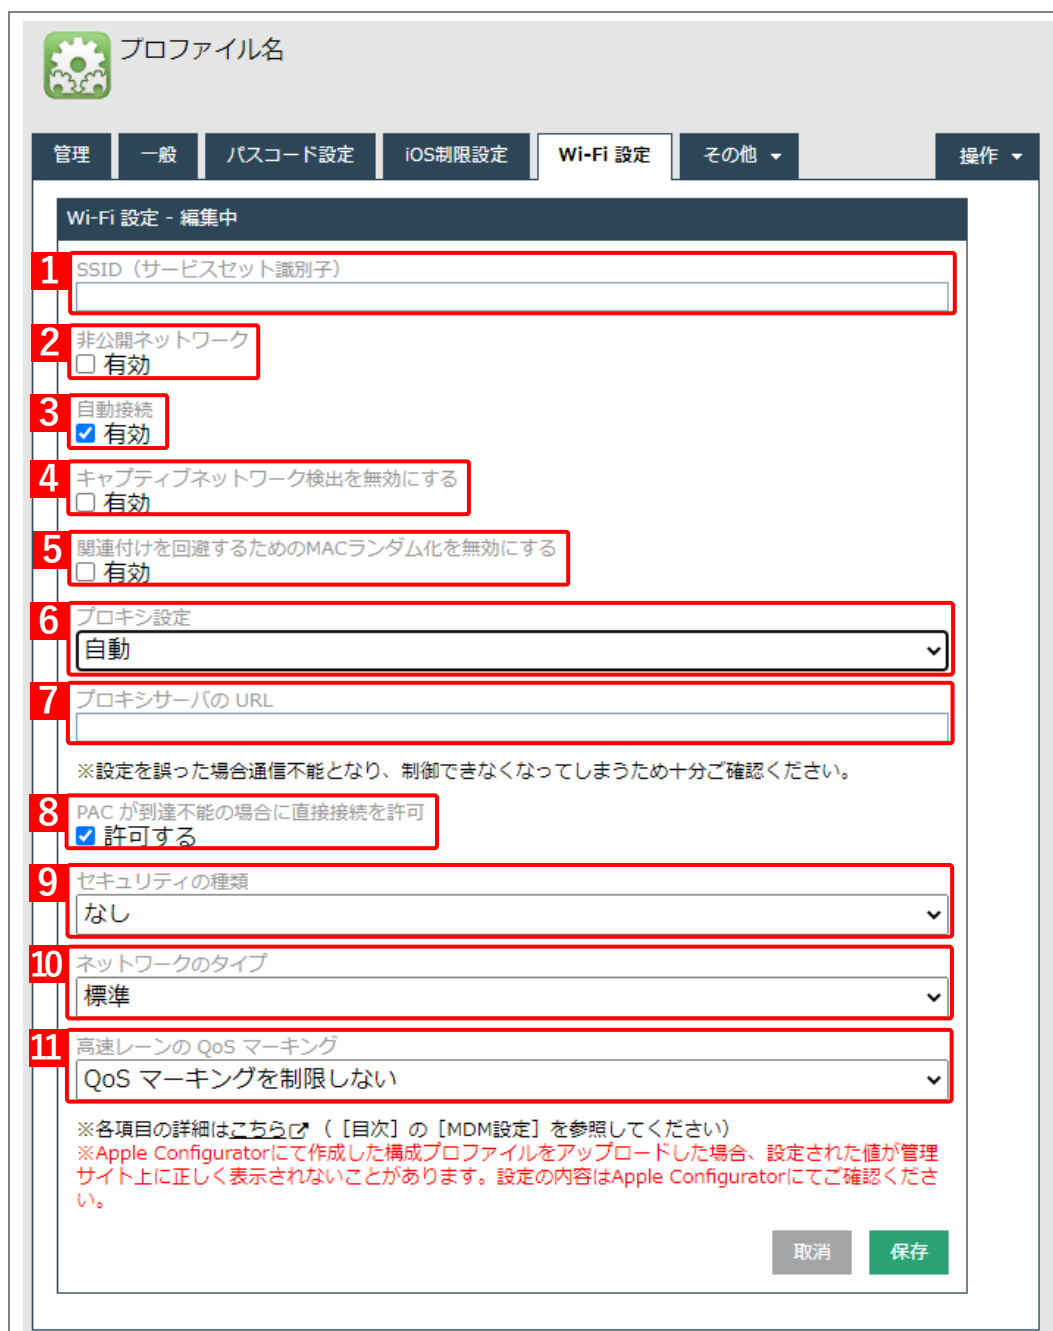 プロファイル名
管理 一般 パスコード設定 iOS制限設定 Wi-Fi 設定 その他 操作
Wi-Fi 設定 - 編集中
1 SSID（サービスセット識別子）
2 非公開ネットワーク
有効
3 自動接続
有効
4 キャプティブネットワーク検出を無効にする
有効
5 関連付けを回避するためのMACランダム化を無効にする
有効
6 プロキシ設定
自動
7 プロキシサーバの URL
※設定を誤った場合通信不能となり、制御できなくなってしまうため十分ご確認ください。
8 PAC が到達不能の場合に直接接続を許可
許可する
9 セキュリティの種類
なし
10 ネットワークのタイプ
標準
11 高速レーンの QoS マーキング
QoS マーキングを制限しない
※各項目の詳細はこちら（［目次］の［MDM設定］を参照してください）
※Apple Configuratorにて作成した構成プロファイルをアップロードした場合、設定された値が管理
サイト上に正しく表示されないことがあります。設定の内容はApple Configuratorにてご確認くださ
い。
取消 保存